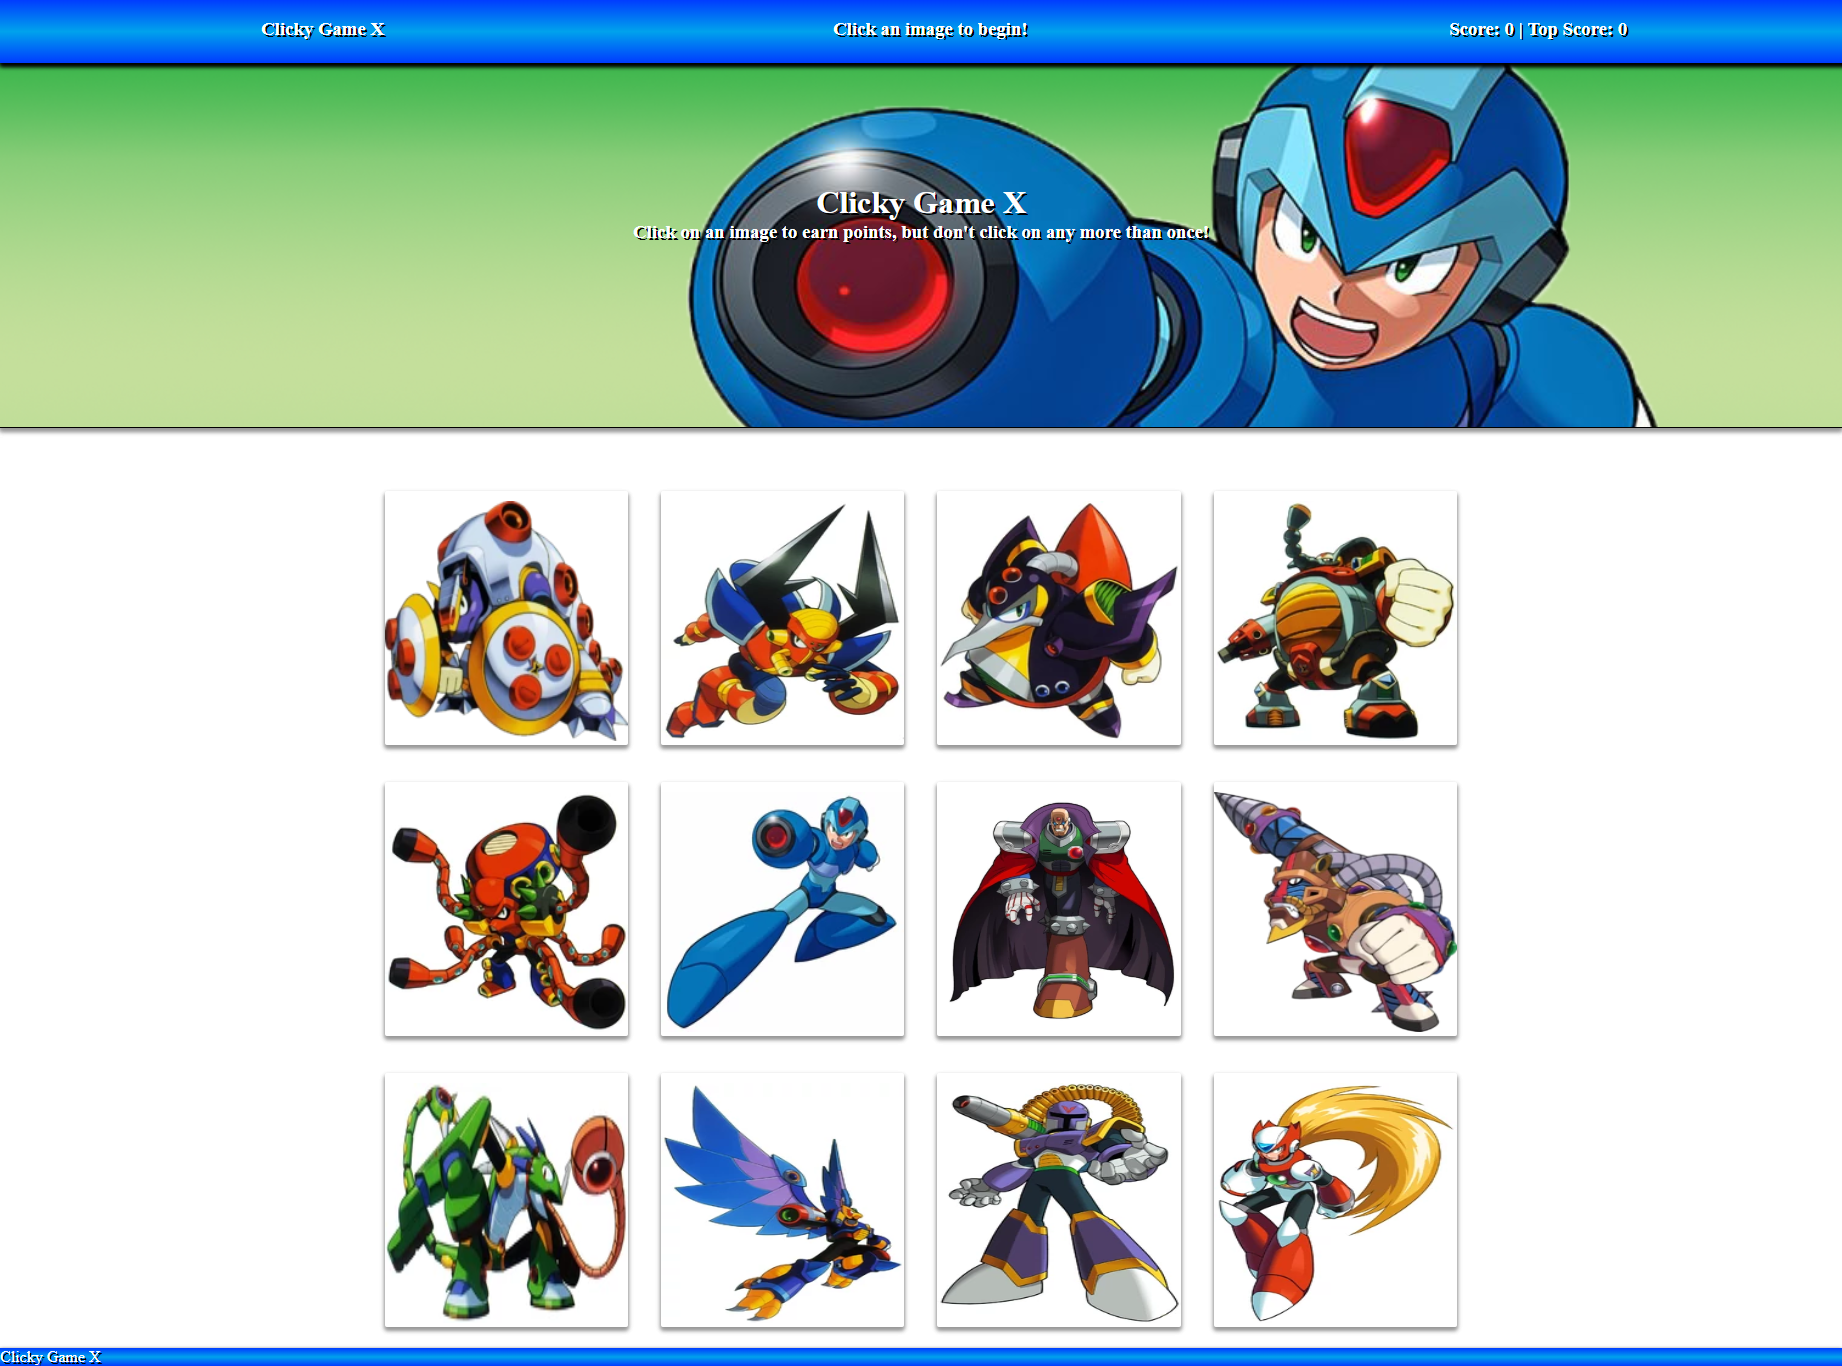 Clicky Game X
Click an image to begin!
Score: 0 | Top Score: 0
Clicky Game X
Click on an image to earn points, but don't click on any more than once!
Clicky Game X